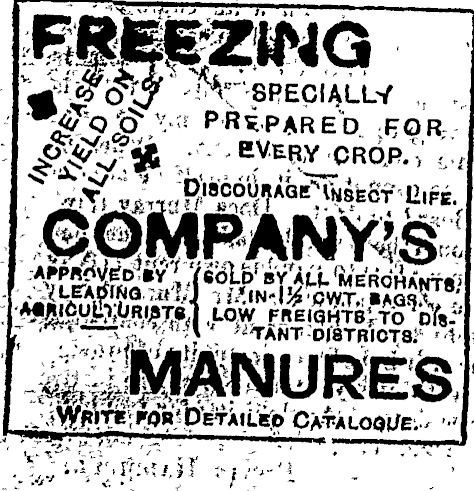 FREEZING
INCREASE
YIELD ON
ALL SOILS.
SPECIALLY
PREPARED FOR
EVERY CROP.
DISCOURAGE INSECT LIFE.
COMPANY'S
APPROVED BY
LEADING
AGRICULTURISTS
SOLD BY ALL MERCHANTS,
IN 1½ CWT. BAGS.
LOW FREIGHTS TO DIS-
TANT DISTRICTS.
MANURES
WRITE FOR DETAILED CATALOGUE.